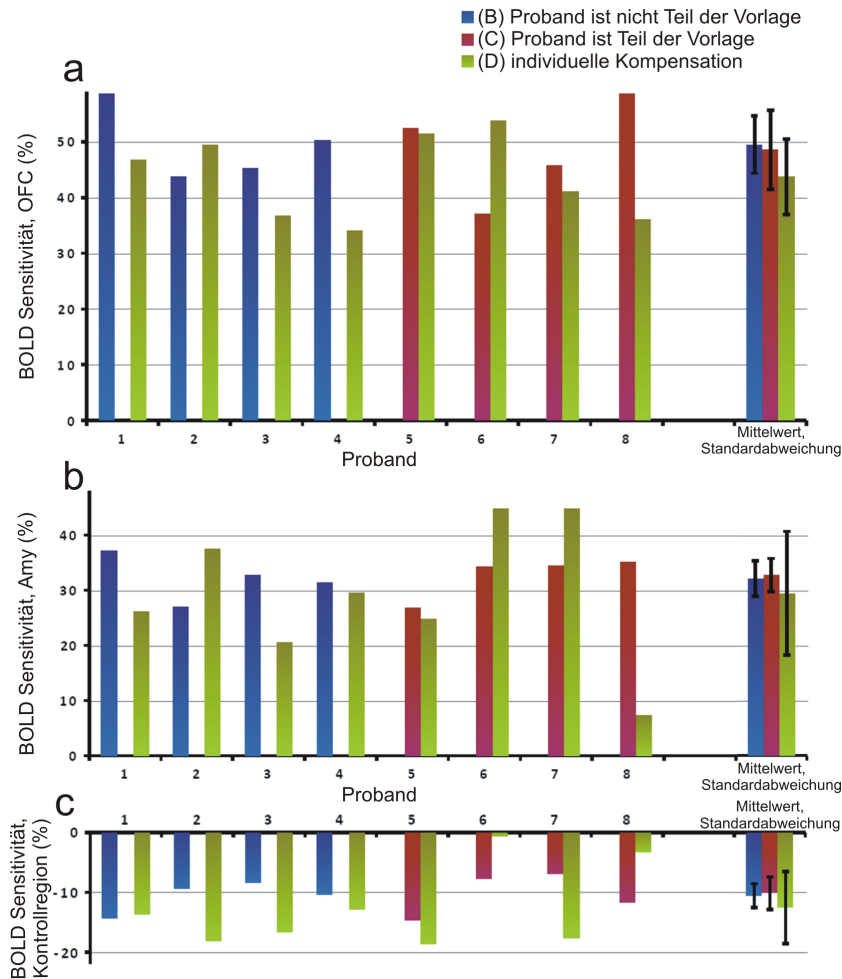 (B) Proband ist nicht Teil der Vorlage
(C) Proband ist Teil der Vorlage
(D) individuelle Kompensation
a
BOLD Sensitivität, OFC (%)
50
40
30
20
10
0
1 2 3 4 5 6 7 8
Mittelwert,
Standardabweichung
Proband
b
BOLD Sensitivität, Amy (%)
40
30
20
10
0
1 2 3 4 5 6 7 8
Mittelwert,
Standardabweichung
Proband
c
Mittelwert,
Standardabweichung
1 2 3 4 5 6 7 8
BOLD Sensitivität,
Kontrollregion (%)
0
-10
-20